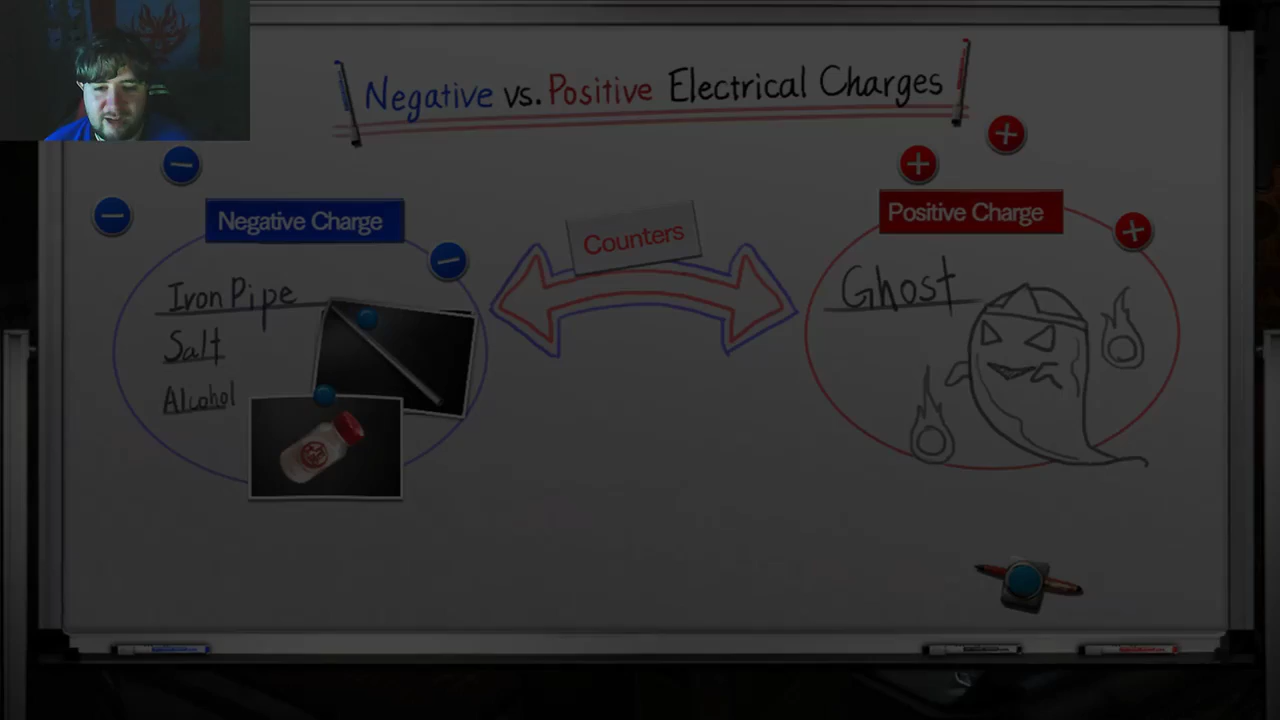 Negative vs. Positive Electrical Charges
Negative Charge
Counters
Positive Charge
Iron Pipe
Salt
Alcohol
Ghost